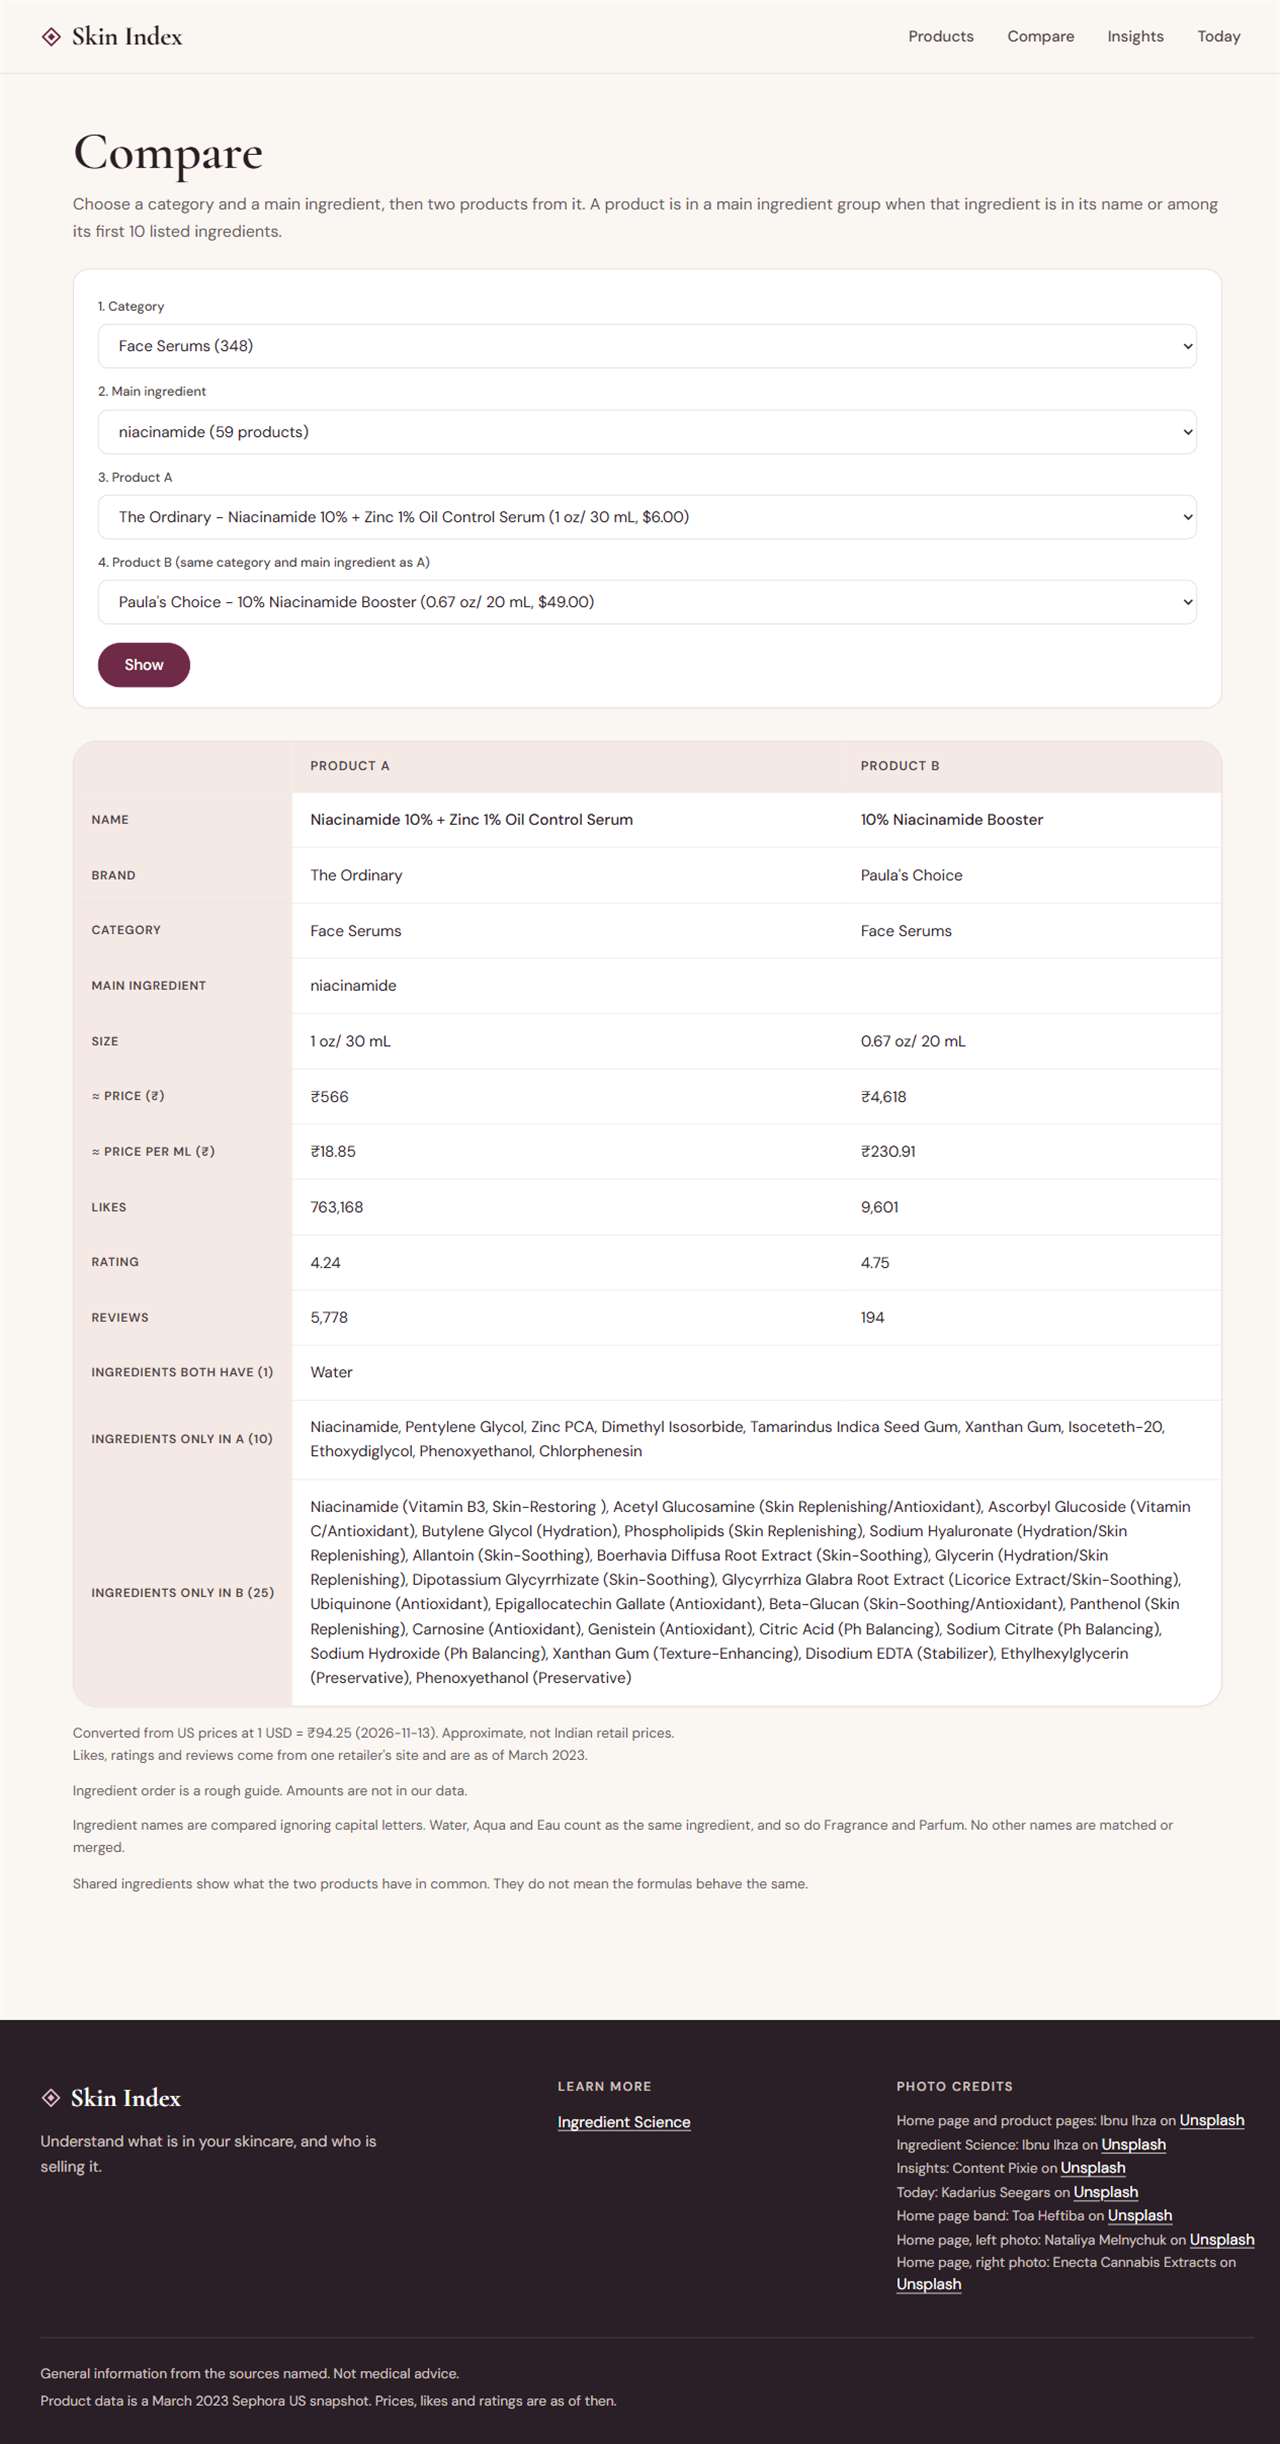 Skin Index
Products Compare Insights Today
Compare
Choose a category and a main ingredient, then two products from it. A product is in a main ingredient group when that ingredient is in its name or among
its first 10 listed ingredients.
1. Category
Face Serums (348)
2. Main ingredient
niacinamide (59 products)
3. Product A
The Ordinary – Niacinamide 10% + Zinc 1% Oil Control Serum (1 oz/ 30 mL, $6.00)
4. Product B (same category and main ingredient as A)
Paula's Choice – 10% Niacinamide Booster (0.67 oz/ 20 mL, $49.00)
Show
PRODUCT A PRODUCT B
NAME Niacinamide 10% + Zinc 1% Oil Control Serum 10% Niacinamide Booster
BRAND The Ordinary Paula's Choice
CATEGORY Face Serums Face Serums
MAIN INGREDIENT niacinamide
SIZE 1 oz/ 30 mL 0.67 oz/ 20 mL
≈ PRICE (₹) ₹566 ₹4,618
≈ PRICE PER ML (₹) ₹18.85 ₹230.91
LIKES 763,168 9,601
RATING 4.24 4.75
REVIEWS 5,778 194
INGREDIENTS BOTH HAVE (1) Water
INGREDIENTS ONLY IN A (10) Niacinamide, Pentylene Glycol, Zinc PCA, Dimethyl Isosorbide, Tamarindus Indica Seed Gum, Xanthan Gum, Isoceteth-20,
Ethoxydiglycol, Phenoxyethanol, Chlorphenesin
INGREDIENTS ONLY IN B (25) Niacinamide (Vitamin B3, Skin-Restoring ), Acetyl Glucosamine (Skin Replenishing/Antioxidant), Ascorbyl Glucoside (Vitamin
C/Antioxidant), Butylene Glycol (Hydration), Phospholipids (Skin Replenishing), Sodium Hyaluronate (Hydration/Skin
Replenishing), Allantoin (Skin-Soothing), Boerhavia Diffusa Root Extract (Skin-Soothing), Glycerin (Hydration/Skin
Replenishing), Dipotassium Glycyrrhizate (Skin-Soothing), Glycyrrhiza Glabra Root Extract (Licorice Extract/Skin-Soothing),
Ubiquinone (Antioxidant), Epigallocatechin Gallate (Antioxidant), Beta-Glucan (Skin-Soothing/Antioxidant), Panthenol (Skin
Replenishing), Carnosine (Antioxidant), Genistein (Antioxidant), Citric Acid (Ph Balancing), Sodium Citrate (Ph Balancing),
Sodium Hydroxide (Ph Balancing), Xanthan Gum (Texture-Enhancing), Disodium EDTA (Stabilizer), Ethylhexylglycerin
(Preservative), Phenoxyethanol (Preservative)
Converted from US prices at 1 USD = ₹94.25 (2026-11-13). Approximate, not Indian retail prices.
Likes, ratings and reviews come from one retailer's site and are as of March 2023.
Ingredient order is a rough guide. Amounts are not in our data.
Ingredient names are compared ignoring capital letters. Water, Aqua and Eau count as the same ingredient, and so do Fragrance and Parfum. No other names are matched or
merged.
Shared ingredients show what the two products have in common. They do not mean the formulas behave the same.
Skin Index
Understand what is in your skincare, and who is
selling it.
LEARN MORE
Ingredient Science
PHOTO CREDITS
Home page and product pages: Ibnu Ihza on Unsplash
Ingredient Science: Ibnu Ihza on Unsplash
Insights: Content Pixie on Unsplash
Today: Kadarius Seegars on Unsplash
Home page band: Toa Heftiba on Unsplash
Home page, left photo: Nataliya Melnychuk on Unsplash
Home page, right photo: Enecta Cannabis Extracts on
Unsplash
General information from the sources named. Not medical advice.
Product data is a March 2023 Sephora US snapshot. Prices, likes and ratings are as of then.